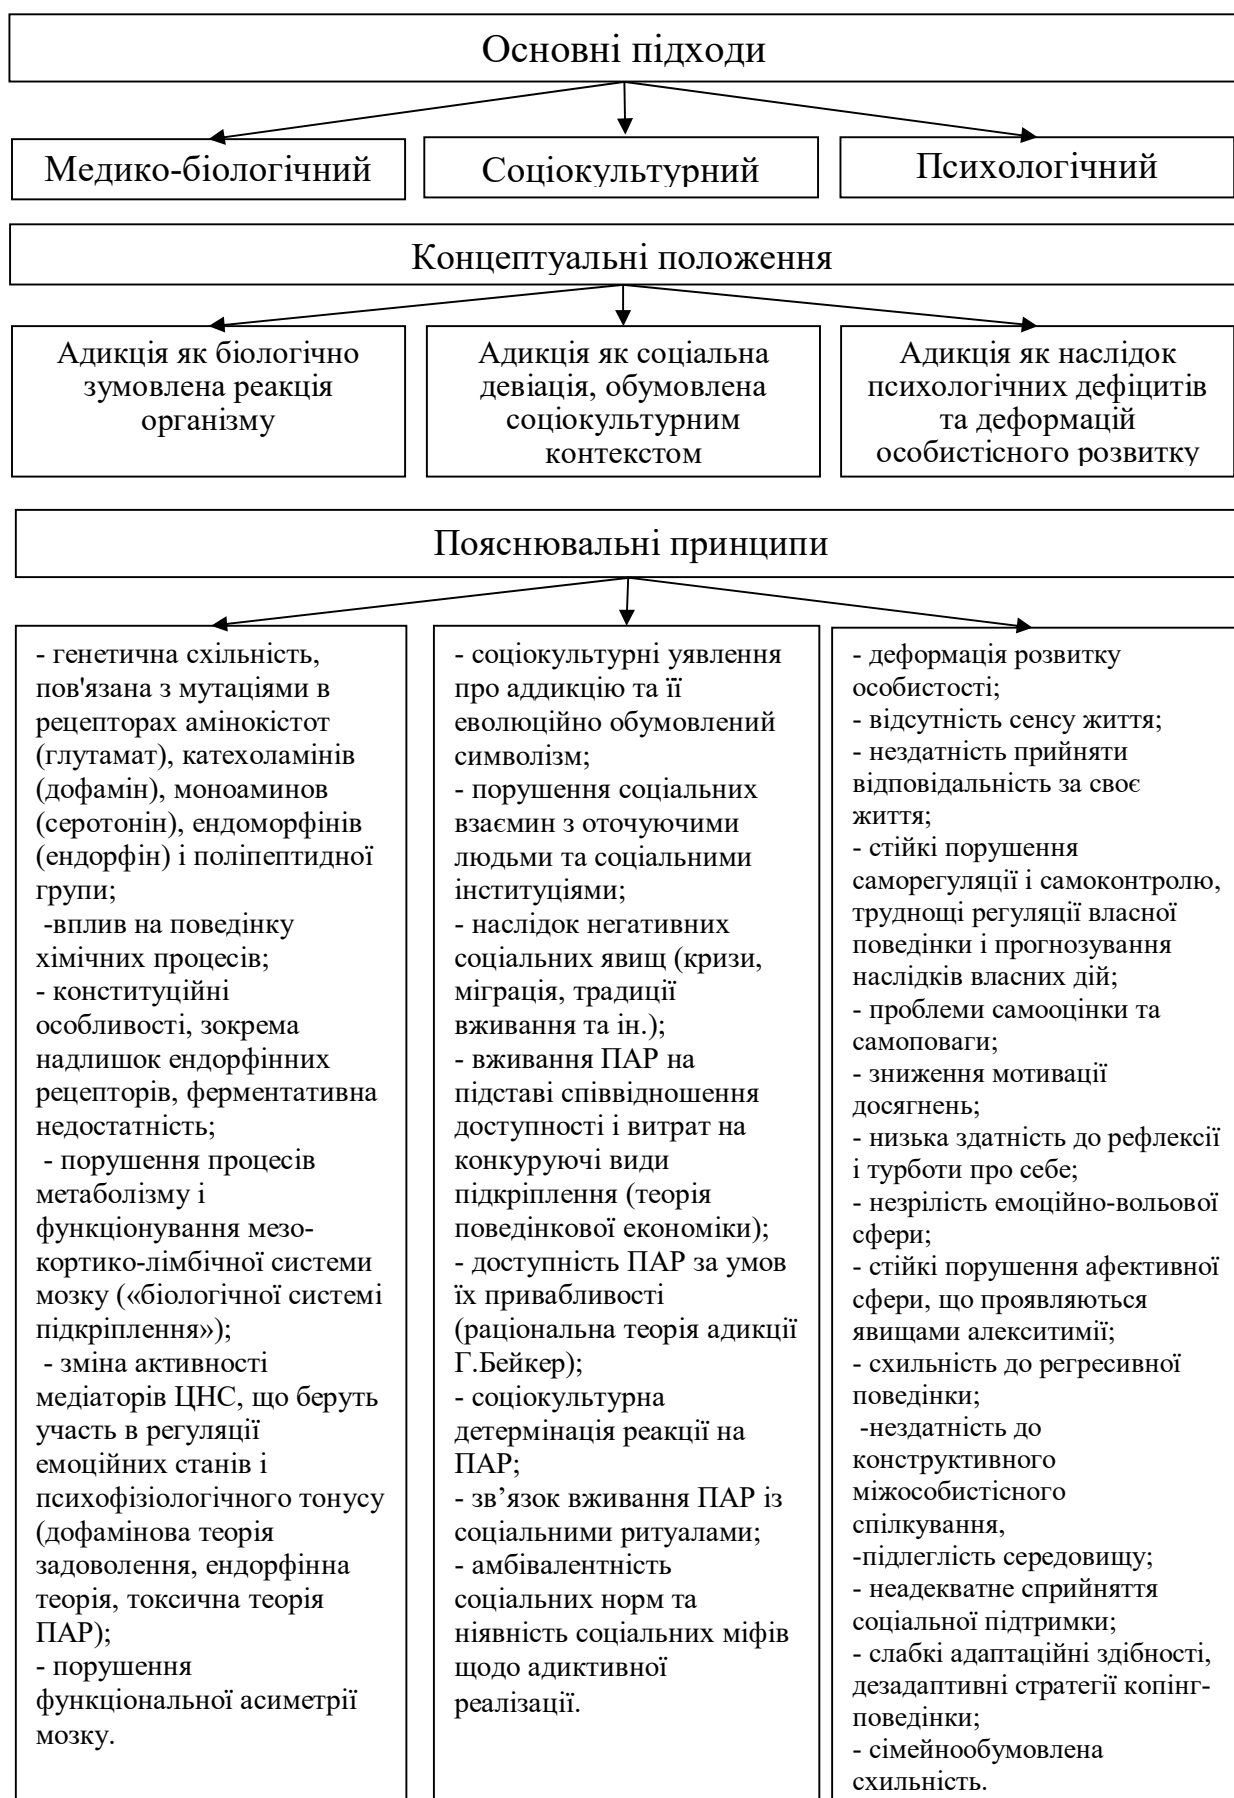 Основні підходи
Медико-біологічний
Соціокультурний
Психологічний
Концептуальні положення
Адикція як біологічно
зумовлена реакція
організму
Адикція як соціальна
девіація, обумовлена
соціокультурним
контекстом
Адикція як наслідок
психологічних дефіцитів
та деформацій
особистісного розвитку
Пояснювальні принципи
- генетична схільність,
пов'язана з мутаціями в
рецепторах амінокістот
(глутамат), катехоламінів
(дофамін), моноаминов
(серотонін), ендоморфінів
(ендорфін) і поліпептидної
групи;
-вплив на поведінку
хімічних процесів;
- конституційні
особливості, зокрема
надлишок ендорфінних
рецепторів, ферментативна
недостатність;
- порушення процесів
метаболізму і
функціонування мезо-
кортико-лімбічної системи
мозку («біологічної системі
підкріплення»);
- зміна активності
медіаторів ЦНС, що беруть
участь в регуляції
емоційних станів і
психофізіологічного тонусу
(дофамінова теорія
задоволення, ендорфінна
теорія, токсична теорія
ПАР);
- порушення
функціональної асиметрії
мозку.
- соціокультурні уявлення
про аддикцію та її
еволюційно обумовлений
символізм;
- порушення соціальних
взаємин з оточуючими
людьми та соціальними
інституціями;
- наслідок негативних
соціальних явищ (кризи,
міграція, традиції
вживання та ін.);
- вживання ПАР на
підставі співвідношення
доступності і витрат на
конкуруючі види
підкріплення (теорія
поведінкової економіки);
- доступність ПАР за умов
їх привабливості
(раціональна теорія адикції
Г.Бейкер);
- соціокультурна
детермінація реакції на
ПАР;
- зв’язок вживання ПАР із
соціальними ритуалами;
- амбівалентність
соціальних норм та
ніявність соціальних міфів
щодо адиктивної
реалізації.
- деформація розвитку
особистості;
- відсутність сенсу життя;
- нездатність прийняти
відповідальність за своє
життя;
- стійкі порушення
саморегуляції і самоконтролю,
труднощі регуляції власної
поведінки і прогнозування
наслідків власних дій;
- проблеми самооцінки та
самоповаги;
- зниження мотивації
досягнень;
- низька здатність до рефлексії
і турботи про себе;
- незрілість емоційно-вольової
сфери;
- стійкі порушення афективної
сфери, що проявляються
явищами алекситимії;
- схильність до регресивної
поведінки;
-нездатність до
конструктивного
міжособистісного
спілкування,
-підлеглість середовищу;
- неадекватне сприйняття
соціальної підтримки;
- слабкі адаптаційні здібності,
дезадаптивні стратегії копінг-
поведінки;
- сімейнообумовлена
схильність.